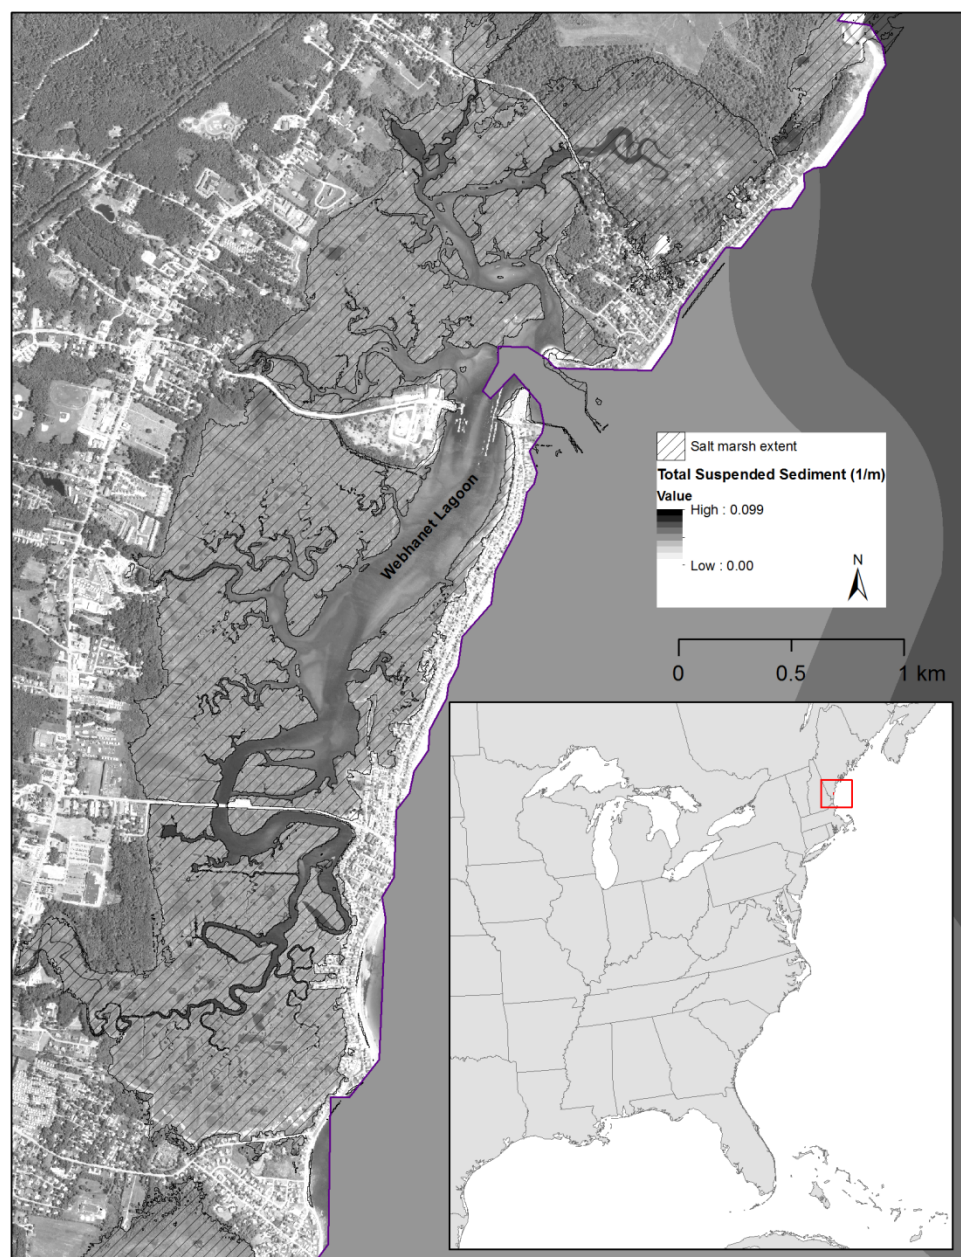 Salt marsh extent
Total Suspended Sediment (1/m)
Value
High : 0.099
Low : 0.00
N
Webhanet Lagoon
0 0.5 1 km